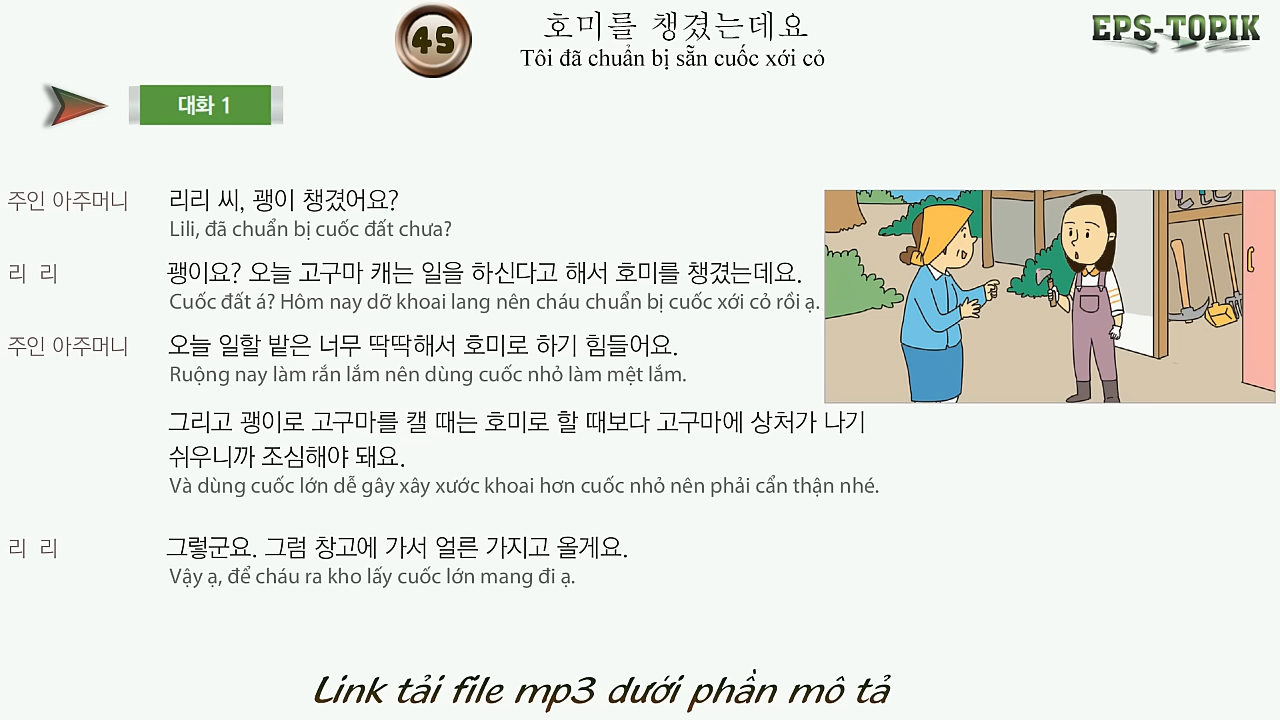 45
호미를 챙겼는데요
Tôi đã chuẩn bị sẵn cuốc xới cỏ
EPS-TOPIK
대화 1
주인 아주머니 리리 씨, 괭이 챙겼어요?
Lili, đã chuẩn bị cuốc đất chưa?
리 리 괭이요? 오늘 고구마 캐는 일을 하신다고 해서 호미를 챙겼는데요.
Cuốc đất á? Hôm nay dỡ khoai lang nên cháu chuẩn bị cuốc xới cỏ rồi ạ.
주인 아주머니 오늘 일할 밭은 너무 딱딱해서 호미로 하기 힘들어요.
Ruộng nay làm rắn lắm nên dùng cuốc nhỏ làm mệt lắm.
그리고 괭이로 고구마를 캘 때는 호미로 할 때보다 고구마에 상처가 나기
쉬우니까 조심해야 돼요.
Và dùng cuốc lớn dễ gây xây xước khoai hơn cuốc nhỏ nên phải cẩn thận nhé.
리 리 그렇군요. 그럼 창고에 가서 얼른 가지고 올게요.
Vậy ạ, để cháu ra kho lấy cuốc lớn mang đi ạ.
Link tải file mp3 dưới phần mô tả